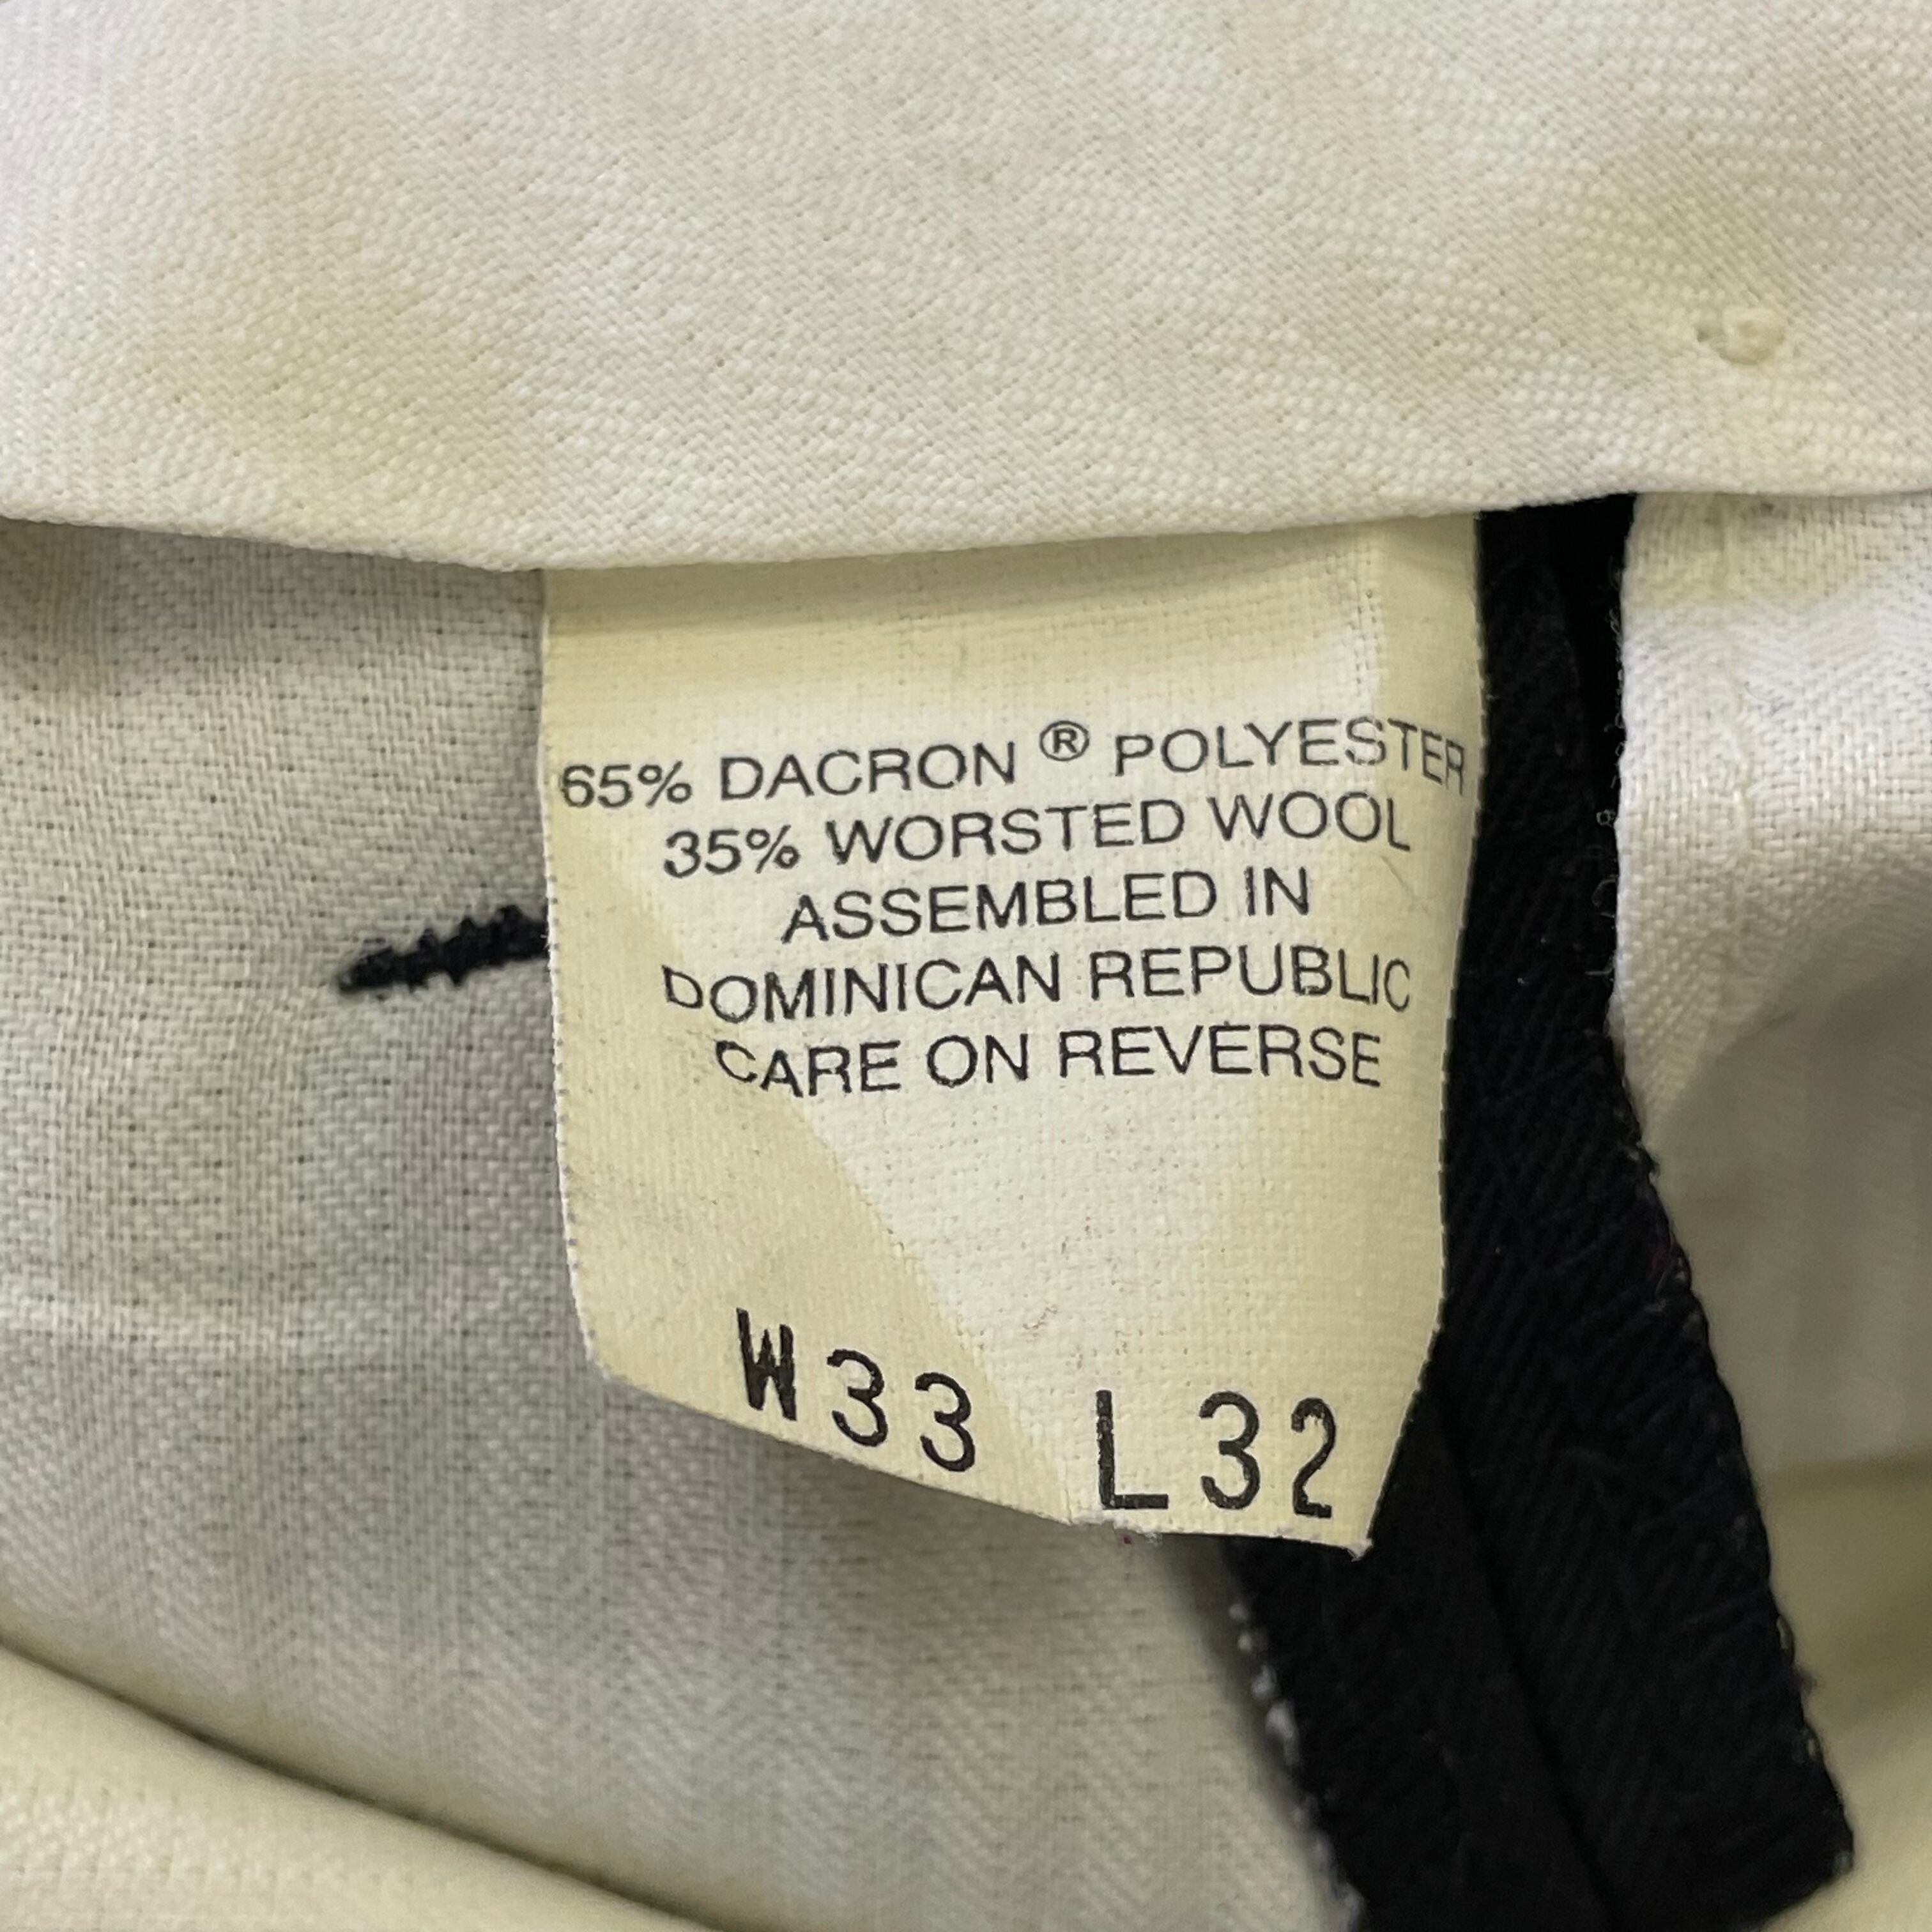 65% DACRON ® POLYESTER
35% WORSTED WOOL
ASSEMBLED IN
DOMINICAN REPUBLIC
CARE ON REVERSE
W33 L32